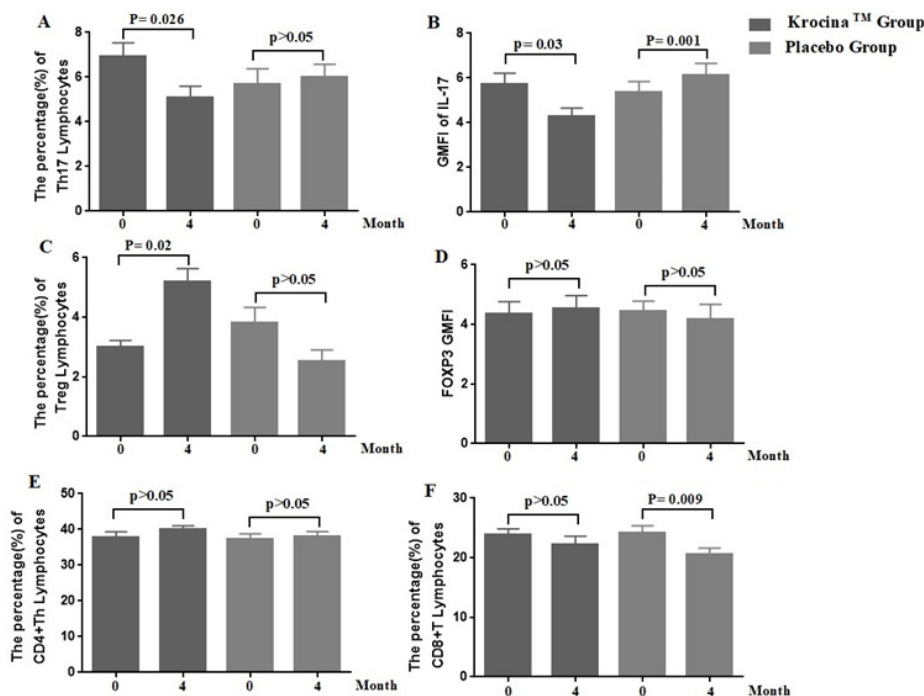 A
P= 0.026
p>0.05
The percentage(%) of
Th17 Lymphocytes
8
6
4
2
0
0
4
0
4
Month
B
p= 0.03
P= 0.001
GMFI of IL-17
8
6
4
2
0
0
4
0
4
Month
Krocina TM Group
Placebo Group
C
P= 0.02
p>0.05
The percentage(%) of
Treg Lymphocytes
6
4
2
0
0
4
0
4
Month
D
p>0.05
p>0.05
FOXP3 GMFI
6
4
2
0
0
4
0
4
Month
E
p>0.05
p>0.05
The percentage(%) of
CD4+Th Lymphocytes
50
40
30
20
10
0
0
4
0
4
Month
F
p>0.05
P= 0.009
The percentage(%) of
CD8+T Lymphocytes
30
20
10
0
0
4
0
4
Month